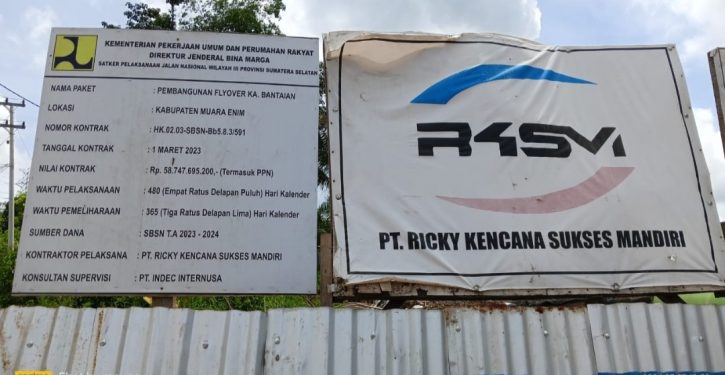 KEMENTERIAN PEKERJAAN UMUM DAN PERUMAHAN RAKYAT
DIREKTUR JENDERAL BINA MARGA
SATKER PELAKSANAAN JALAN NASIONAL WILAYAH III PROVINSI SUMATERA SELATAN
NAMA PAKET : PEMBANGUNAN FLYOVER KA. BANTAIAN
LOKASI : KABUPATEN MUARA ENIM
NOMOR KONTRAK : HK.02.03-SBSN-Bb5.8.3/591
TANGGAL KONTRAK : 1 MARET 2023
NILAI KONTRAK : Rp. 58.747.695.200,- (Termasuk PPN)
WAKTU PELAKSANAAN : 480 (Empat Ratus Delapan Puluh) Hari Kalender
WAKTU PEMELIHARAAN : 365 (Tiga Ratus Delapan Lima) Hari Kalender
SUMBER DANA : SBSN T.A 2023 - 2024
KONTRAKTOR PELAKSANA : PT. RICKY KENCANA SUKSES MANDIRI
KONSULTAN SUPERVISI : PT. INDEC INTERNUSA
PT. RICKY KENCANA SUKSES MANDIRI